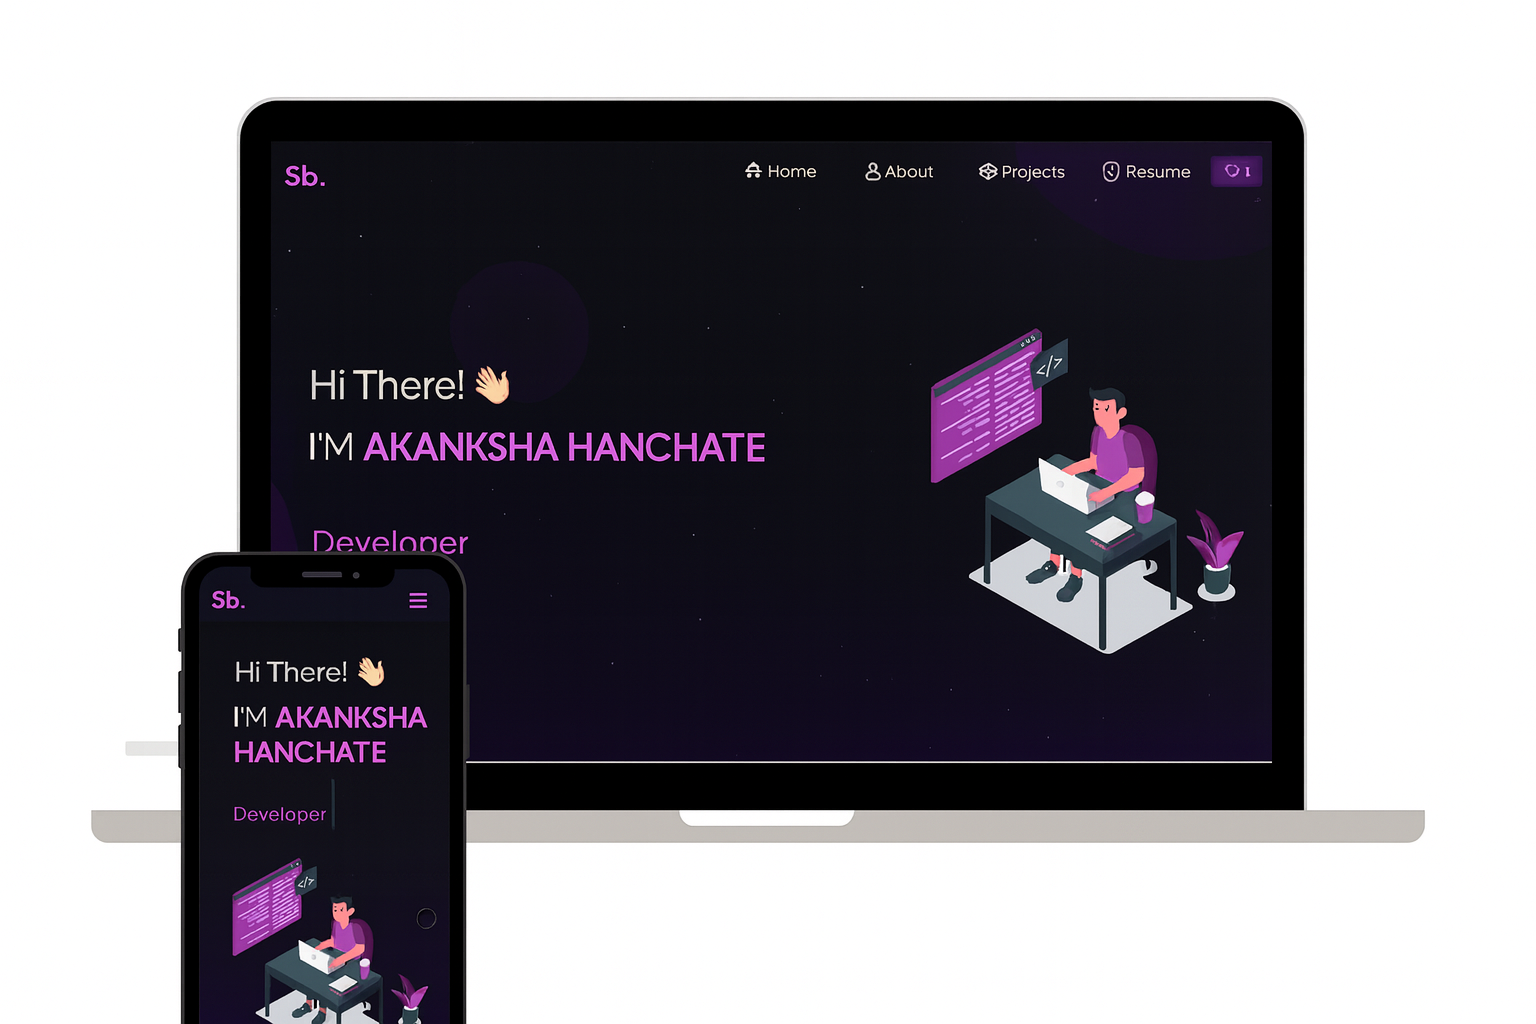 Sb.
Home About Projects Resume
Hi There! 👋🏻
I'M AKANKSHA HANCHATE
Developer
Sb.
Hi There! 👋🏻
I'M AKANKSHA
HANCHATE
Developer